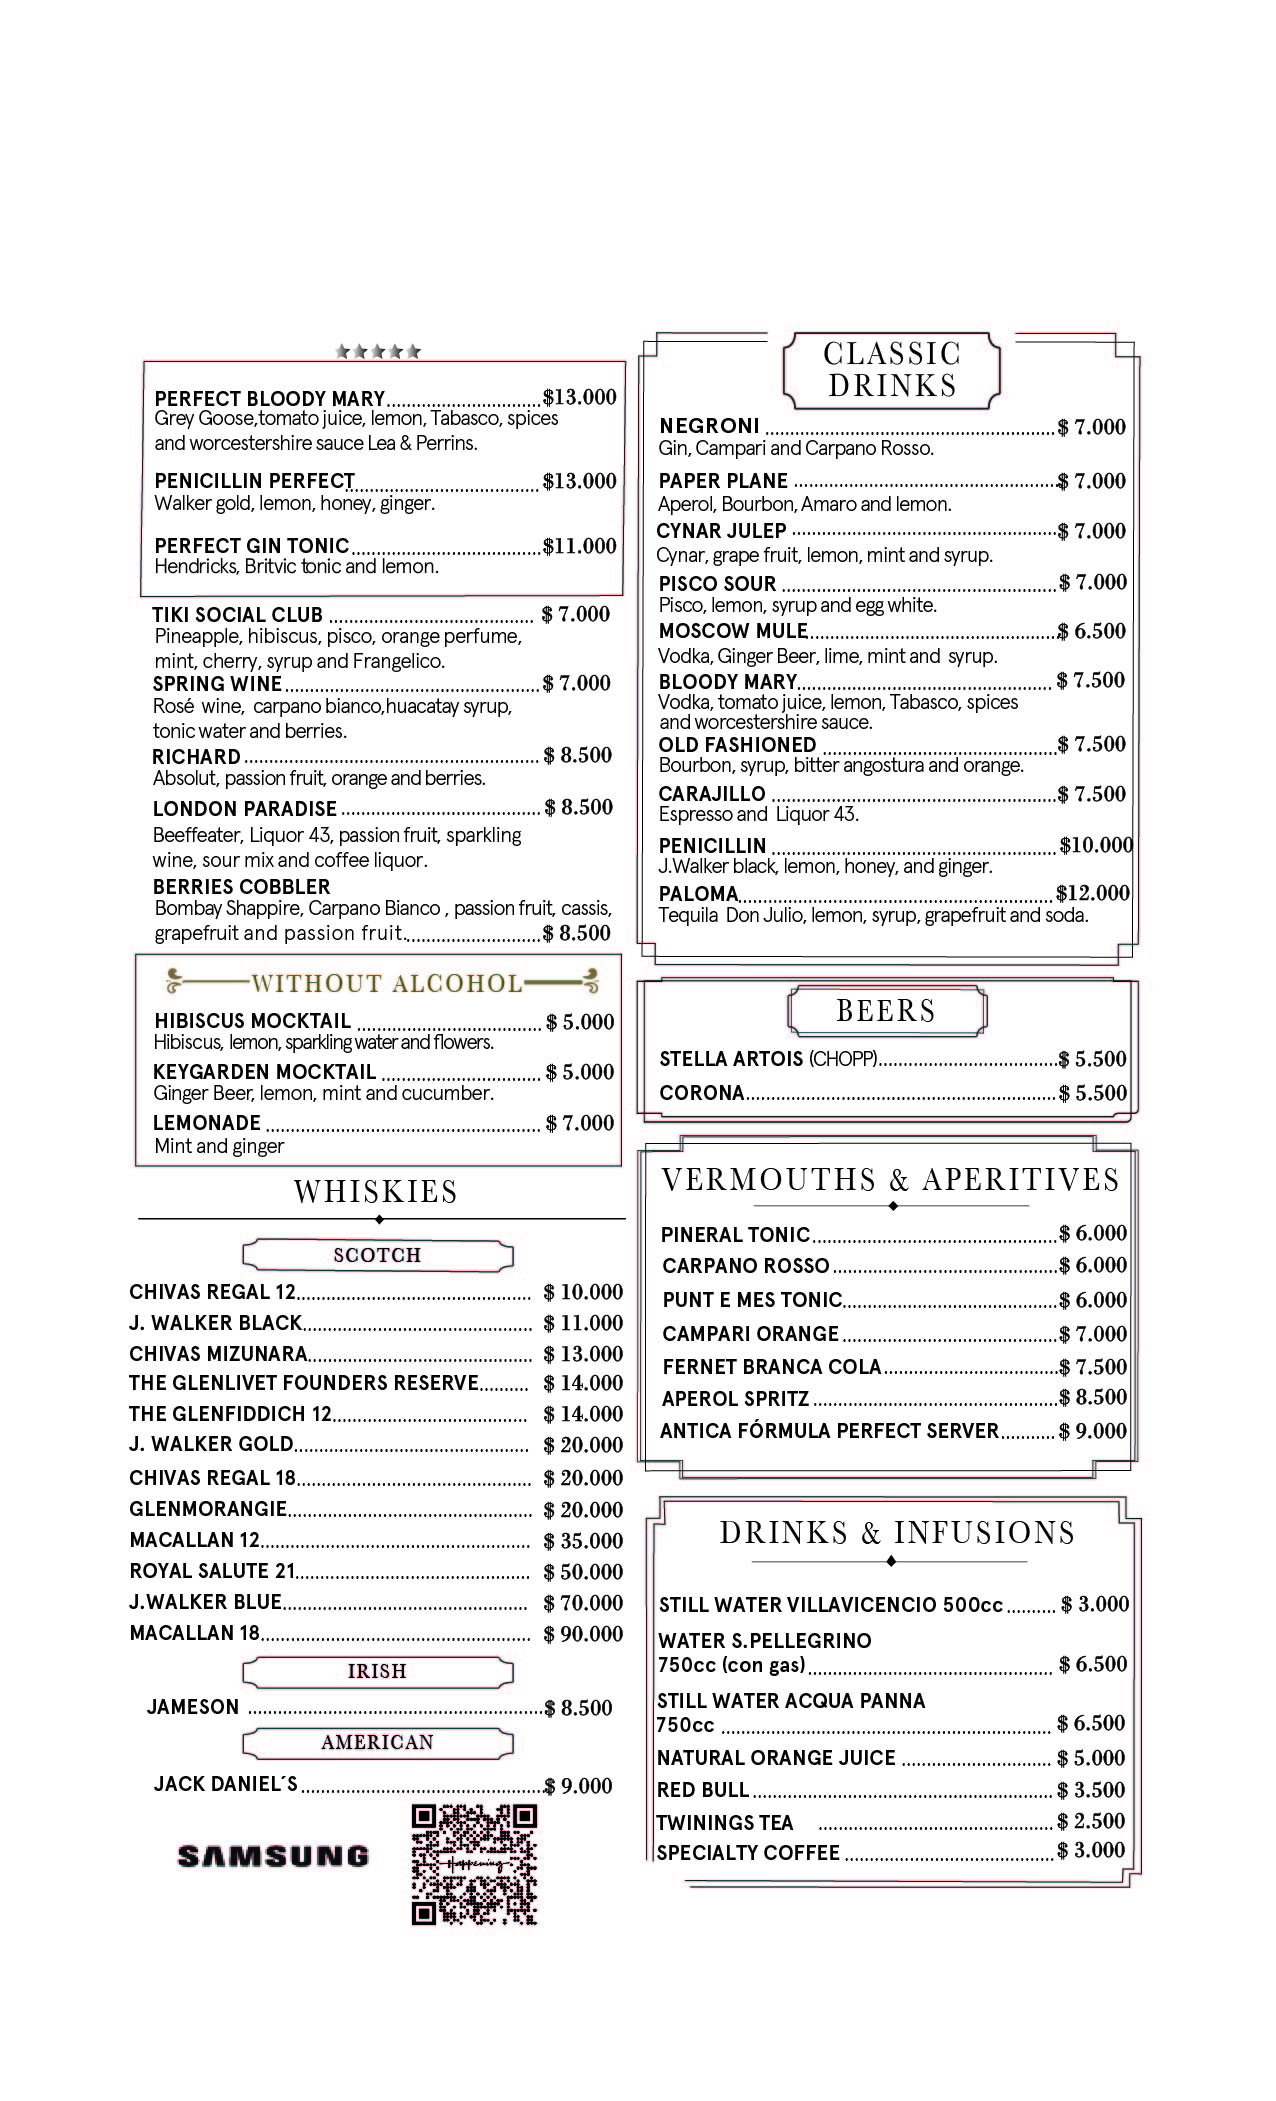 PERFECT BLOODY MARY........................................$13.000
Grey Goose,tomato juice, lemon, Tabasco, spices
and worcestershire sauce Lea & Perrins.
PENICILLIN PERFECT........................................$13.000
Walker gold, lemon, honey, ginger.
PERFECT GIN TONIC........................................$11.000
Hendricks, Britvic tonic and lemon.
TIKI SOCIAL CLUB ........................................ $ 7.000
Pineapple, hibiscus, pisco, orange perfume,
mint, cherry, syrup and Frangelico.
SPRING WINE........................................$ 7.000
Rosé wine, carpano bianco,huacatay syrup,
tonic water and berries.
RICHARD........................................ $ 8.500
Absolut, passion fruit, orange and berries.
LONDON PARADISE ........................................ $ 8.500
Beeffeater, Liquor 43, passion fruit, sparkling
wine, sour mix and coffee liquor.
BERRIES COBBLER
Bombay Shappire, Carpano Bianco , passion fruit, cassis,
grapefruit and passion fruit...........................$ 8.500
WITHOUT ALCOHOL
HIBISCUS MOCKTAIL ........................................ $ 5.000
Hibiscus, lemon, sparkling water and flowers.
KEYGARDEN MOCKTAIL ........................................ $ 5.000
Ginger Beer, lemon, mint and cucumber.
LEMONADE ........................................ $ 7.000
Mint and ginger
WHISKIES
SCOTCH
CHIVAS REGAL 12........................................ $ 10.000
J. WALKER BLACK........................................ $ 11.000
CHIVAS MIZUNARA........................................ $ 13.000
THE GLENLIVET FOUNDERS RESERVE.......... $ 14.000
THE GLENFIDDICH 12........................................ $ 14.000
J. WALKER GOLD........................................ $ 20.000
CHIVAS REGAL 18........................................ $ 20.000
GLENMORANGIE........................................ $ 20.000
MACALLAN 12........................................ $ 35.000
ROYAL SALUTE 21........................................ $ 50.000
J.WALKER BLUE........................................ $ 70.000
MACALLAN 18........................................ $ 90.000
IRISH
JAMESON ........................................$ 8.500
AMERICAN
JACK DANIEL´S........................................$ 9.000
SAMSUNG
Happening
CLASSIC
DRINKS
NEGRONI ........................................$ 7.000
Gin, Campari and Carpano Rosso.
PAPER PLANE ........................................$ 7.000
Aperol, Bourbon, Amaro and lemon.
CYNAR JULEP ........................................$ 7.000
Cynar, grape fruit, lemon, mint and syrup.
PISCO SOUR ........................................$ 7.000
Pisco, lemon, syrup and egg white.
MOSCOW MULE........................................$ 6.500
Vodka, Ginger Beer, lime, mint and syrup.
BLOODY MARY........................................ $ 7.500
Vodka, tomato juice, lemon, Tabasco, spices
and worcestershire sauce.
OLD FASHIONED ........................................$ 7.500
Bourbon, syrup, bitter angostura and orange.
CARAJILLO ........................................$ 7.500
Espresso and Liquor 43.
PENICILLIN ........................................ $10.000
J.Walker black, lemon, honey, and ginger.
PALOMA........................................ $12.000
Tequila Don Julio, lemon, syrup, grapefruit and soda.
BEERS
STELLA ARTOIS (CHOPP)........................................$ 5.500
CORONA........................................$ 5.500
VERMOUTHS & APERITIVES
PINERAL TONIC........................................$ 6.000
CARPANO ROSSO ........................................$ 6.000
PUNT E MES TONIC........................................$ 6.000
CAMPARI ORANGE ........................................$ 7.000
FERNET BRANCA COLA ........................................$ 7.500
APEROL SPRITZ ........................................$ 8.500
ANTICA FÓRMULA PERFECT SERVER...........$ 9.000
DRINKS & INFUSIONS
STILL WATER VILLAVICENCIO 500cc .......... $ 3.000
WATER S.PELLEGRINO
750cc (con gas)........................................ $ 6.500
STILL WATER ACQUA PANNA
750cc ........................................ $ 6.500
NATURAL ORANGE JUICE .............................. $ 5.000
RED BULL........................................$ 3.500
TWININGS TEA ........................................$ 2.500
SPECIALTY COFFEE ........................................$ 3.000